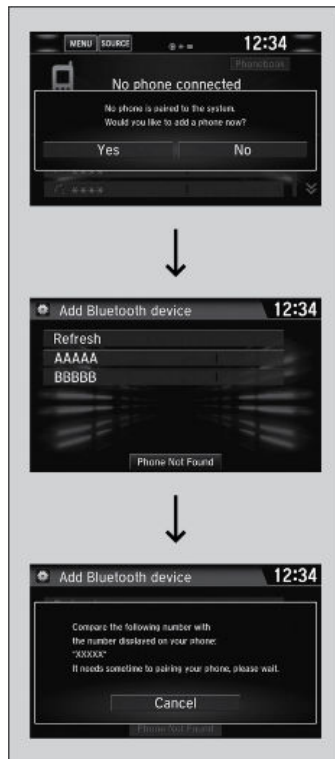 MENU SOURCE 12:34
Phonebook
No phone connected
No phone is paired to the system.
Would you like to add a phone now?
Yes No
****
****
Add Bluetooth device 12:34
Refresh
AAAAA
BBBBB
Phone Not Found
Add Bluetooth device 12:34
Compare the following number with
the number displayed on your phone:
"XXXXX"
It needs sometime to pairing your phone, please wait.
Cancel
Phone Not Found